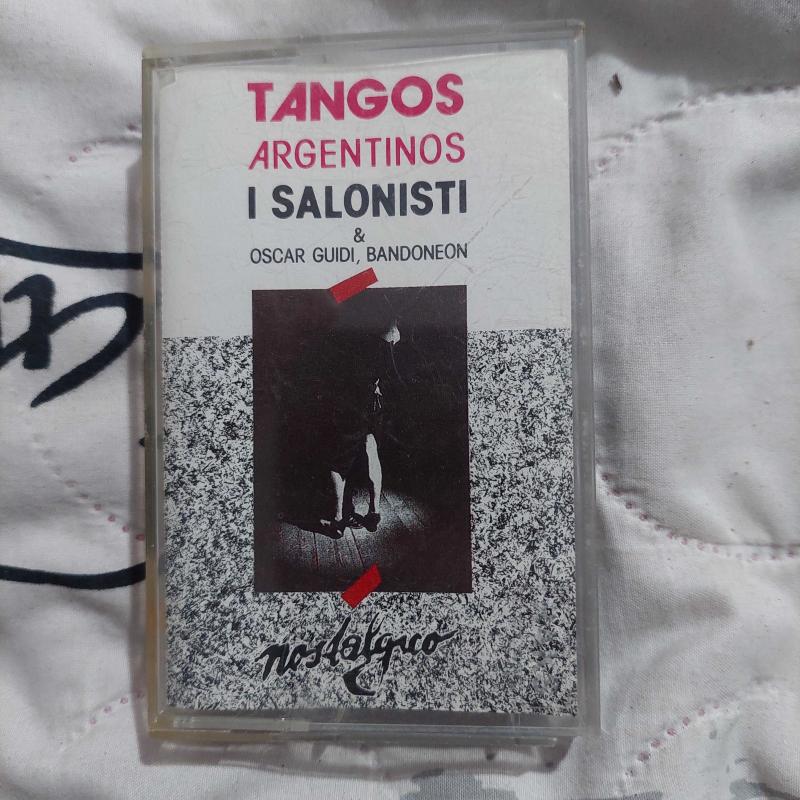 TANGOS
ARGENTINOS
I SALONISTI
&
OSCAR GUIDI, BANDONEON
nostalgico